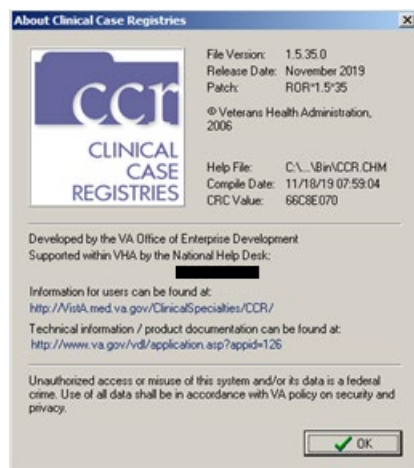 About Clinical Case Registries
ccr
CLINICAL
CASE
REGISTRIES
File Version: 1.5.35.0
Release Date: November 2019
Patch: ROR*1.5*35
© Veterans Health Administration,
2006
Help File: C:\...\Bin\CCR.CHM
Compile Date: 11/18/19 07:59:04
CRC Value: 66C8E070
Developed by the VA Office of Enterprise Development
Supported within VHA by the National Help Desk:
Information for users can be found at:
http://VistA.med.va.gov/ClinicalSpecialties/CCR/
Technical information / product documentation can be found at:
http://www.va.gov/vdl/application.asp?appid=126
Unauthorized access or misuse of this system and/or its data is a federal
crime. Use of all data shall be in accordance with VA policy on security and
privacy.
OK